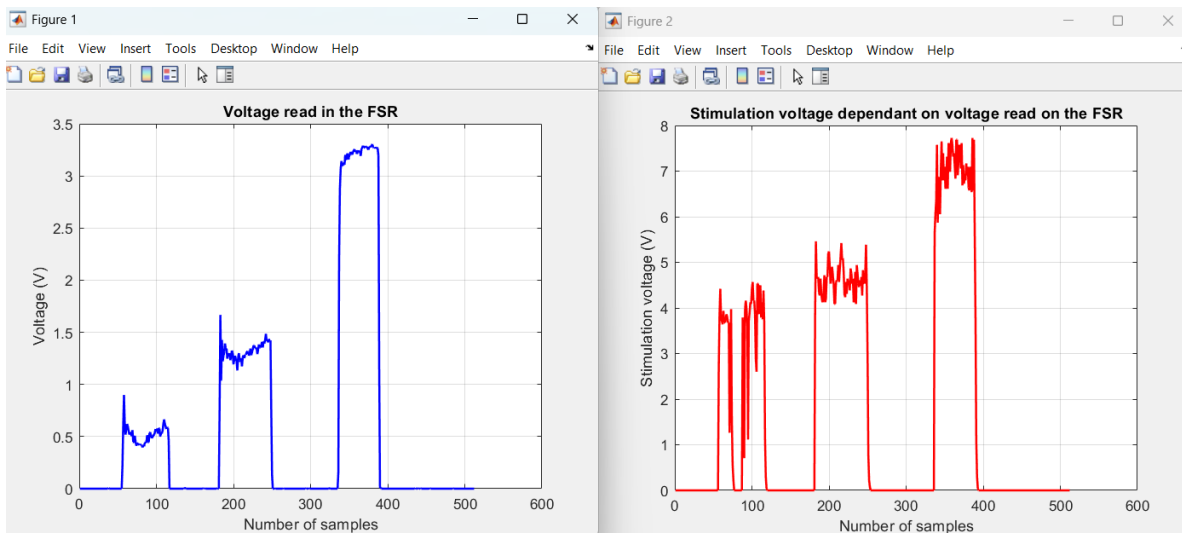 Figure 1
File Edit View Insert Tools Desktop Window Help
Voltage read in the FSR
3.5
3
2.5
2
1.5
1
0.5
0
Voltage (V)
0 100 200 300 400 500 600
Number of samples
Figure 2
File Edit View Insert Tools Desktop Window Help
Stimulation voltage dependant on voltage read on the FSR
8
7
6
5
4
3
2
1
0
Stimulation voltage (V)
0 100 200 300 400 500 600
Number of samples